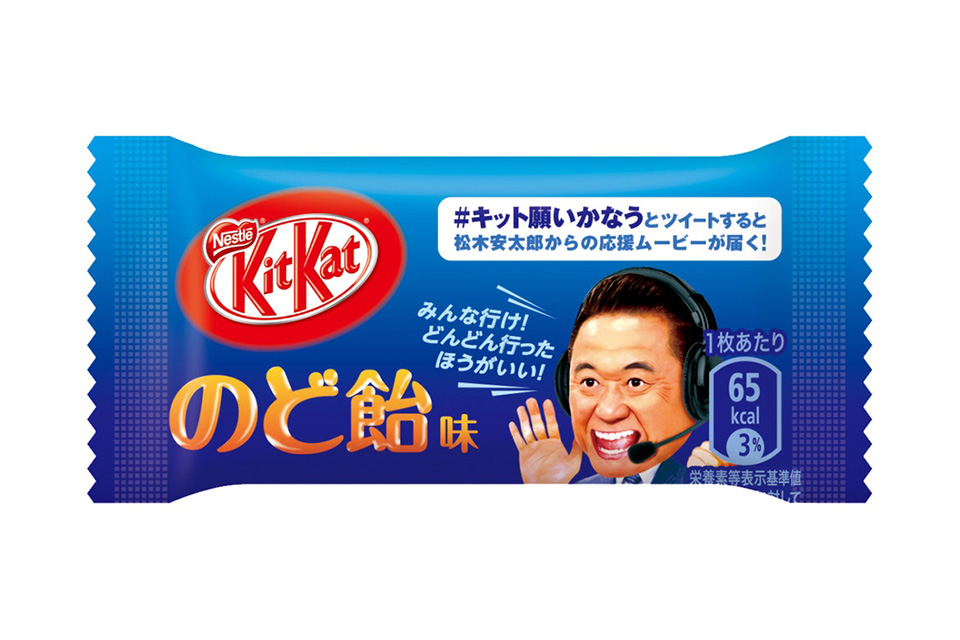 #キット願いかなうとツイートすると
松木安太郎からの応援ムービーが届く!
Nestlé®
KitKat®
みんな行け!
どんどん行った
ほうがいい!
のど飴味
1枚あたり
65
kcal
3%
栄養素等表示基準値
対して